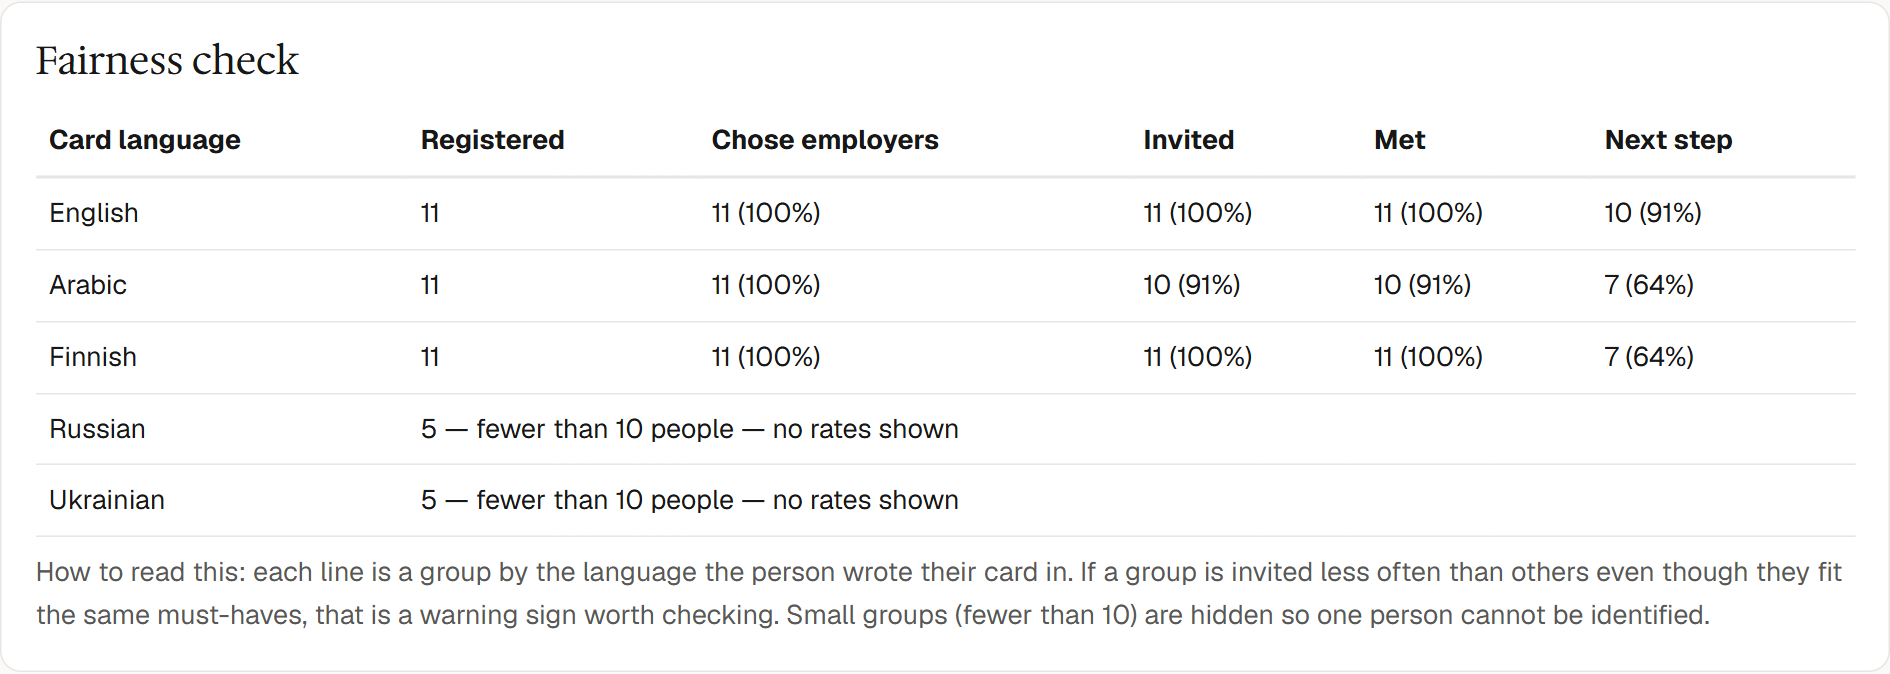 Fairness check
Card language Registered Chose employers Invited Met Next step
English 11 11 (100%) 11 (100%) 11 (100%) 10 (91%)
Arabic 11 11 (100%) 10 (91%) 10 (91%) 7 (64%)
Finnish 11 11 (100%) 11 (100%) 11 (100%) 7 (64%)
Russian 5 — fewer than 10 people — no rates shown
Ukrainian 5 — fewer than 10 people — no rates shown
How to read this: each line is a group by the language the person wrote their card in. If a group is invited less often than others even though they fit
the same must-haves, that is a warning sign worth checking. Small groups (fewer than 10) are hidden so one person cannot be identified.